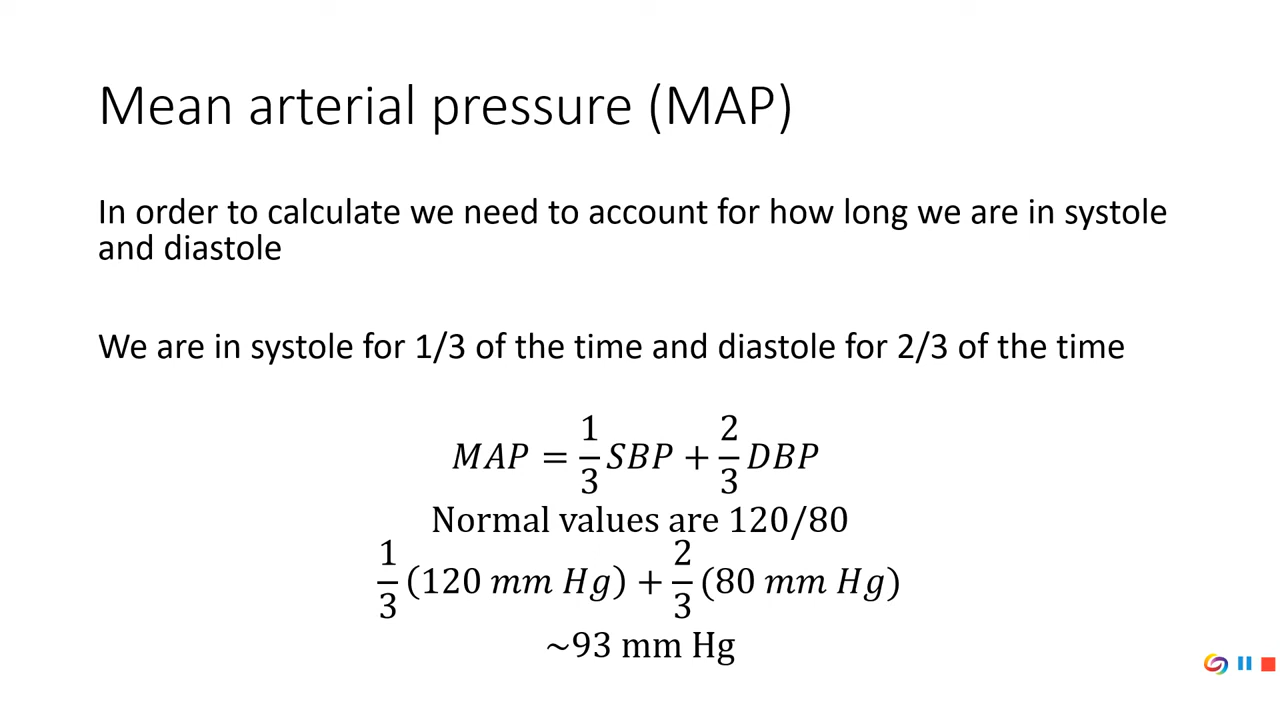 Mean arterial pressure (MAP)
In order to calculate we need to account for how long we are in systole
and diastole
We are in systole for 1/3 of the time and diastole for 2/3 of the time
MAP = 1/3 SBP + 2/3 DBP
Normal values are 120/80
1/3 (120 mm Hg) + 2/3 (80 mm Hg)
~93 mm Hg